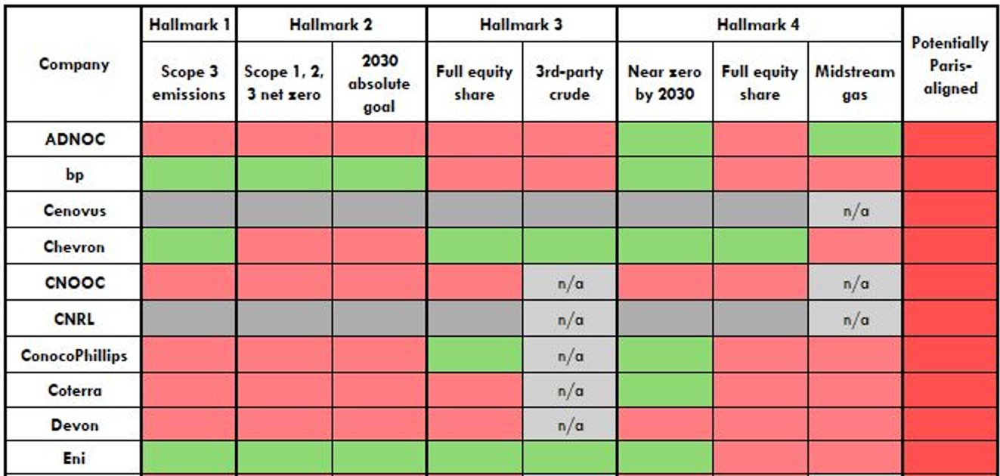 Hallmark 1 Hallmark 2 Hallmark 3 Hallmark 4
Company
Scope 3
emissions
Scope 1, 2,
3 net zero
2030
absolute
goal
Full equity
share
3rd-party
crude
Near zero
by 2030
Full equity
share
Midstream
gas
Potentially
Paris-
aligned
ADNOC
bp
Cenovus n/a
Chevron
CNOOC n/a n/a
CNRL n/a n/a
ConocoPhillips n/a
Coterra n/a
Devon n/a
Eni